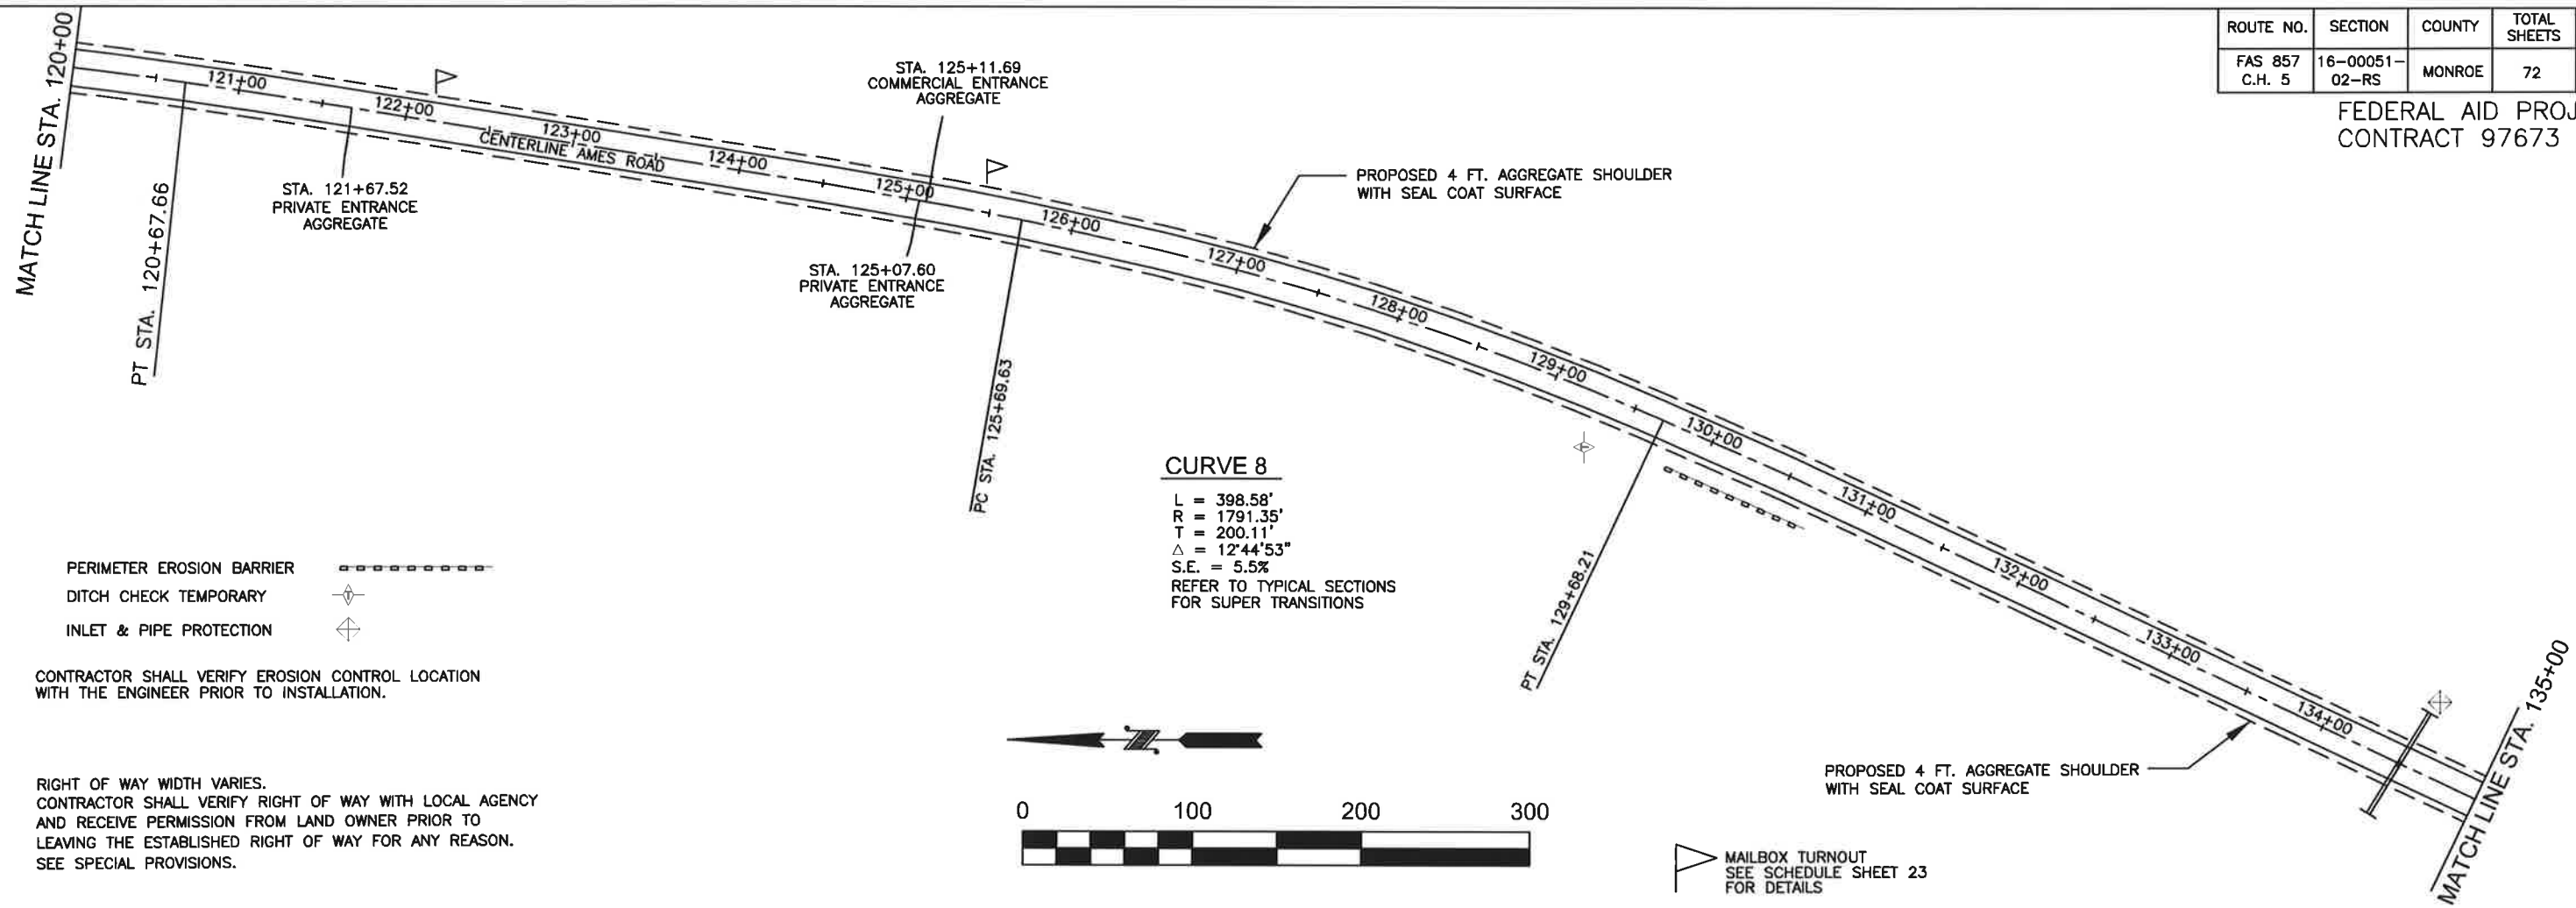 ROUTE NO. SECTION COUNTY TOTAL SHEETS
FAS 857 C.H. 5 16-00051-02-RS MONROE 72
FEDERAL AID PROJ
CONTRACT 97673
MATCH LINE STA. 120+00
PT STA. 120+67.66
121+00
122+00
123+00
124+00
125+00
126+00
127+00
128+00
129+00
130+00
131+00
132+00
133+00
134+00
CENTERLINE AMES ROAD
STA. 121+67.52
PRIVATE ENTRANCE
AGGREGATE
STA. 125+11.69
COMMERCIAL ENTRANCE
AGGREGATE
STA. 125+07.60
PRIVATE ENTRANCE
AGGREGATE
PC STA. 125+69.63
PROPOSED 4 FT. AGGREGATE SHOULDER
WITH SEAL COAT SURFACE
CURVE 8
L = 398.58'
R = 1791.35'
T = 200.11'
△ = 12°44'53"
S.E. = 5.5%
REFER TO TYPICAL SECTIONS
FOR SUPER TRANSITIONS
PT STA. 129+68.21
PERIMETER EROSION BARRIER
DITCH CHECK TEMPORARY
T
INLET & PIPE PROTECTION
CONTRACTOR SHALL VERIFY EROSION CONTROL LOCATION
WITH THE ENGINEER PRIOR TO INSTALLATION.
RIGHT OF WAY WIDTH VARIES.
CONTRACTOR SHALL VERIFY RIGHT OF WAY WITH LOCAL AGENCY
AND RECEIVE PERMISSION FROM LAND OWNER PRIOR TO
LEAVING THE ESTABLISHED RIGHT OF WAY FOR ANY REASON.
SEE SPECIAL PROVISIONS.
0 100 200 300
PROPOSED 4 FT. AGGREGATE SHOULDER
WITH SEAL COAT SURFACE
MAILBOX TURNOUT
SEE SCHEDULE SHEET 23
FOR DETAILS
MATCH LINE STA. 135+00